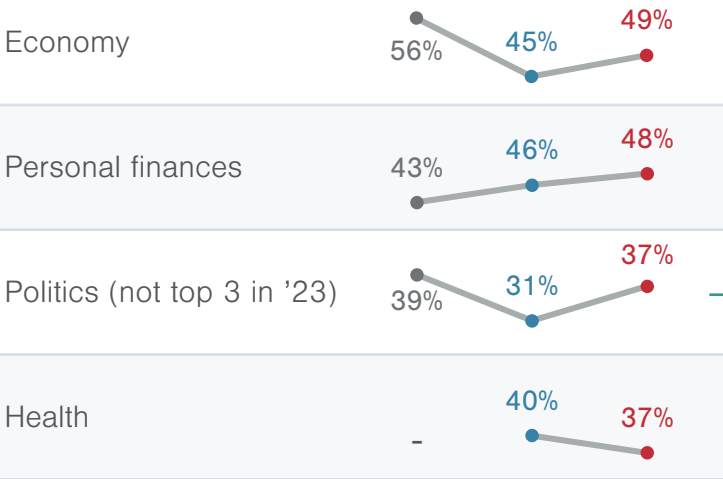 Economy 56% 45% 49%
Personal finances 43% 46% 48%
Politics (not top 3 in ’23) 39% 31% 37%
Health - 40% 37%